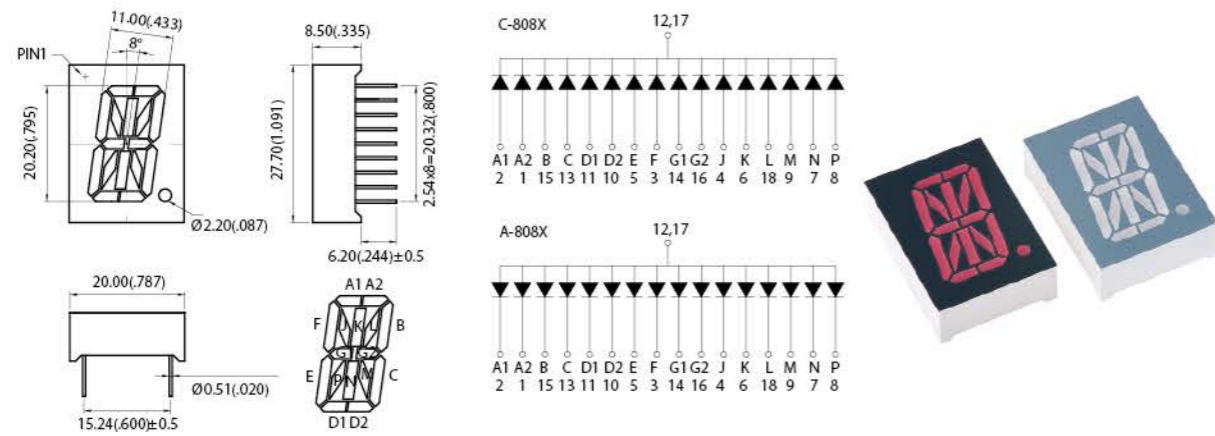 11.00(.433)
8°
PIN1
20.20(.795)
Ø2.20(.087)
8.50(.335)
27.70(1.091)
2.54x8=20.32(.800)
6.20(.244)±0.5
20.00(.787)
Ø0.51(.020)
15.24(.600)±0.5
A1 A2
F J K L B
G1 G2
E P N M C
D1 D2
C-808X 12,17
A1 A2 B C D1 D2 E F G1 G2 J K L M N P
2 1 15 13 11 10 5 3 14 16 4 6 18 9 7 8
A-808X 12,17
A1 A2 B C D1 D2 E F G1 G2 J K L M N P
2 1 15 13 11 10 5 3 14 16 4 6 18 9 7 8